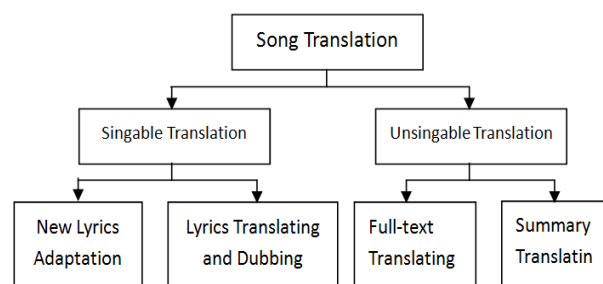 Song Translation
Singable Translation
Unsingable Translation
New Lyrics
Adaptation
Lyrics Translating
and Dubbing
Full-text
Translating
Summary
Translatin